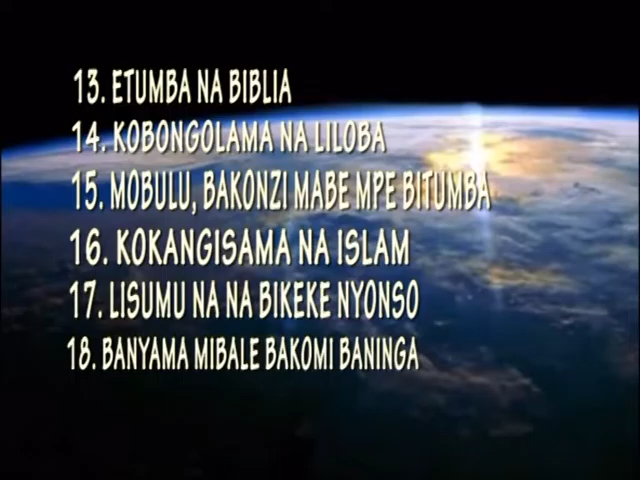 13. ETUMBA NA BIBLIA
14. KOBONGOLAMA NA LILOBA
15. MOBULU, BAKONZI MABE MPE BITUMBA
16. KOKANGISAMA NA ISLAM
17. LISUMU NA NA BIKEKE NYONSO
18. BANYAMA MIBALE BAKOMI BANINGA